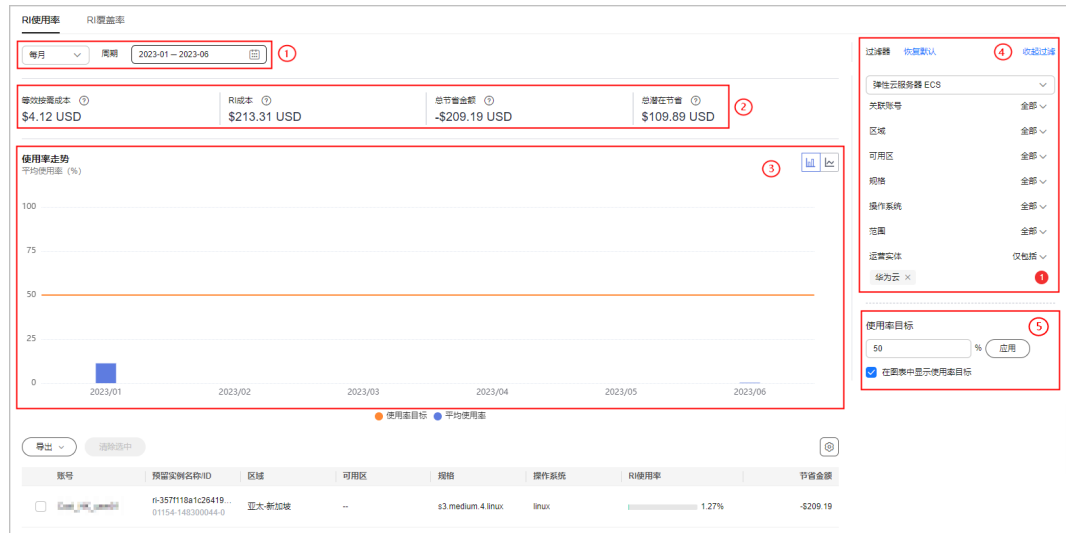 RI使用率 RI覆盖率
每月 周期 2023-01 — 2023-06 1
等效按需成本 RI成本 总节省金额 总潜在节省
$4.12 USD $213.31 USD -$209.19 USD $109.89 USD 2
使用率走势
平均使用率（%） 3
100
75
50
25
0
2023/01 2023/02 2023/03 2023/04 2023/05 2023/06
使用率目标 平均使用率
导出 清除选中
账号 预留实例名称/ID 区域 可用区 规格 操作系统 RI使用率 节省金额
ri-357f118a1c26419...
01154-148300044-0
亚太-新加坡 -- s3.medium.4.linux linux 1.27% -$209.19
过滤器 恢复默认 4 收起过滤
弹性云服务器 ECS
关联账号 全部
区域 全部
可用区 全部
规格 全部
操作系统 全部
范围 全部
运营实体 仅包括
华为云 × 1
使用率目标 5
50 % 应用
在图表中显示使用率目标